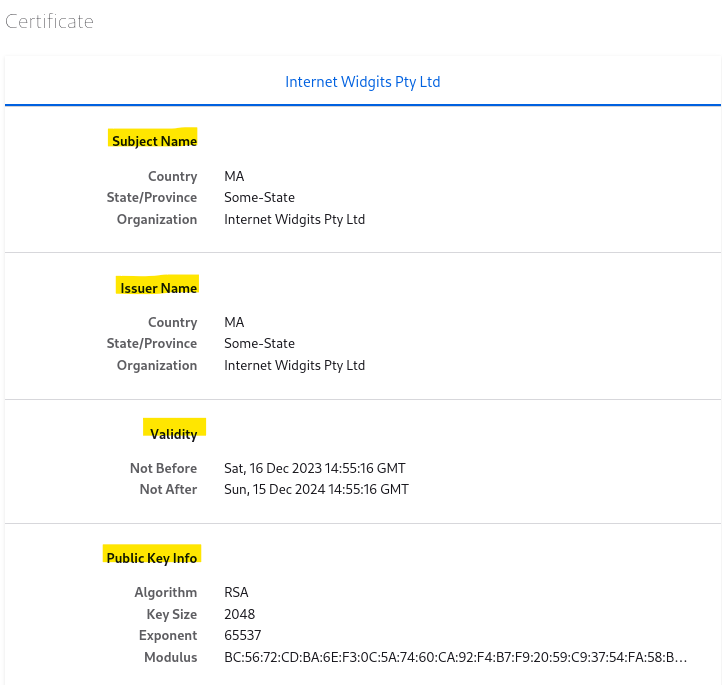 Certificate
Internet Widgits Pty Ltd
Subject Name
Country MA
State/Province Some-State
Organization Internet Widgits Pty Ltd
Issuer Name
Country MA
State/Province Some-State
Organization Internet Widgits Pty Ltd
Validity
Not Before Sat, 16 Dec 2023 14:55:16 GMT
Not After Sun, 15 Dec 2024 14:55:16 GMT
Public Key Info
Algorithm RSA
Key Size 2048
Exponent 65537
Modulus BC:56:72:CD:BA:6E:F3:0C:5A:74:60:CA:92:F4:B7:F9:20:59:C9:37:54:FA:58:B...